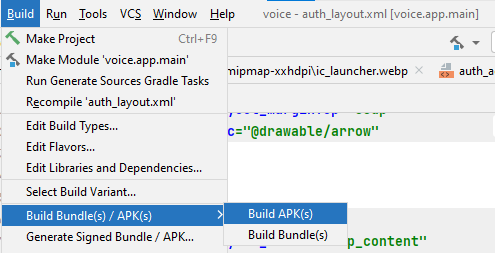 Build Run Tools VCS Window Help voice - auth_layout.xml [voice.app.main]
Make Project Ctrl+F9
Make Module 'voice.app.main'
Run Generate Sources Gradle Tasks
Recompile 'auth_layout.xml'
Edit Build Types...
Edit Flavors...
Edit Libraries and Dependencies...
Select Build Variant...
Build Bundle(s) / APK(s)
Generate Signed Bundle / APK...
Build APK(s)
Build Bundle(s)
mipmap-xxhdpi\ic_launcher.webp auth_a
c="@drawable/arrow"
p_content"